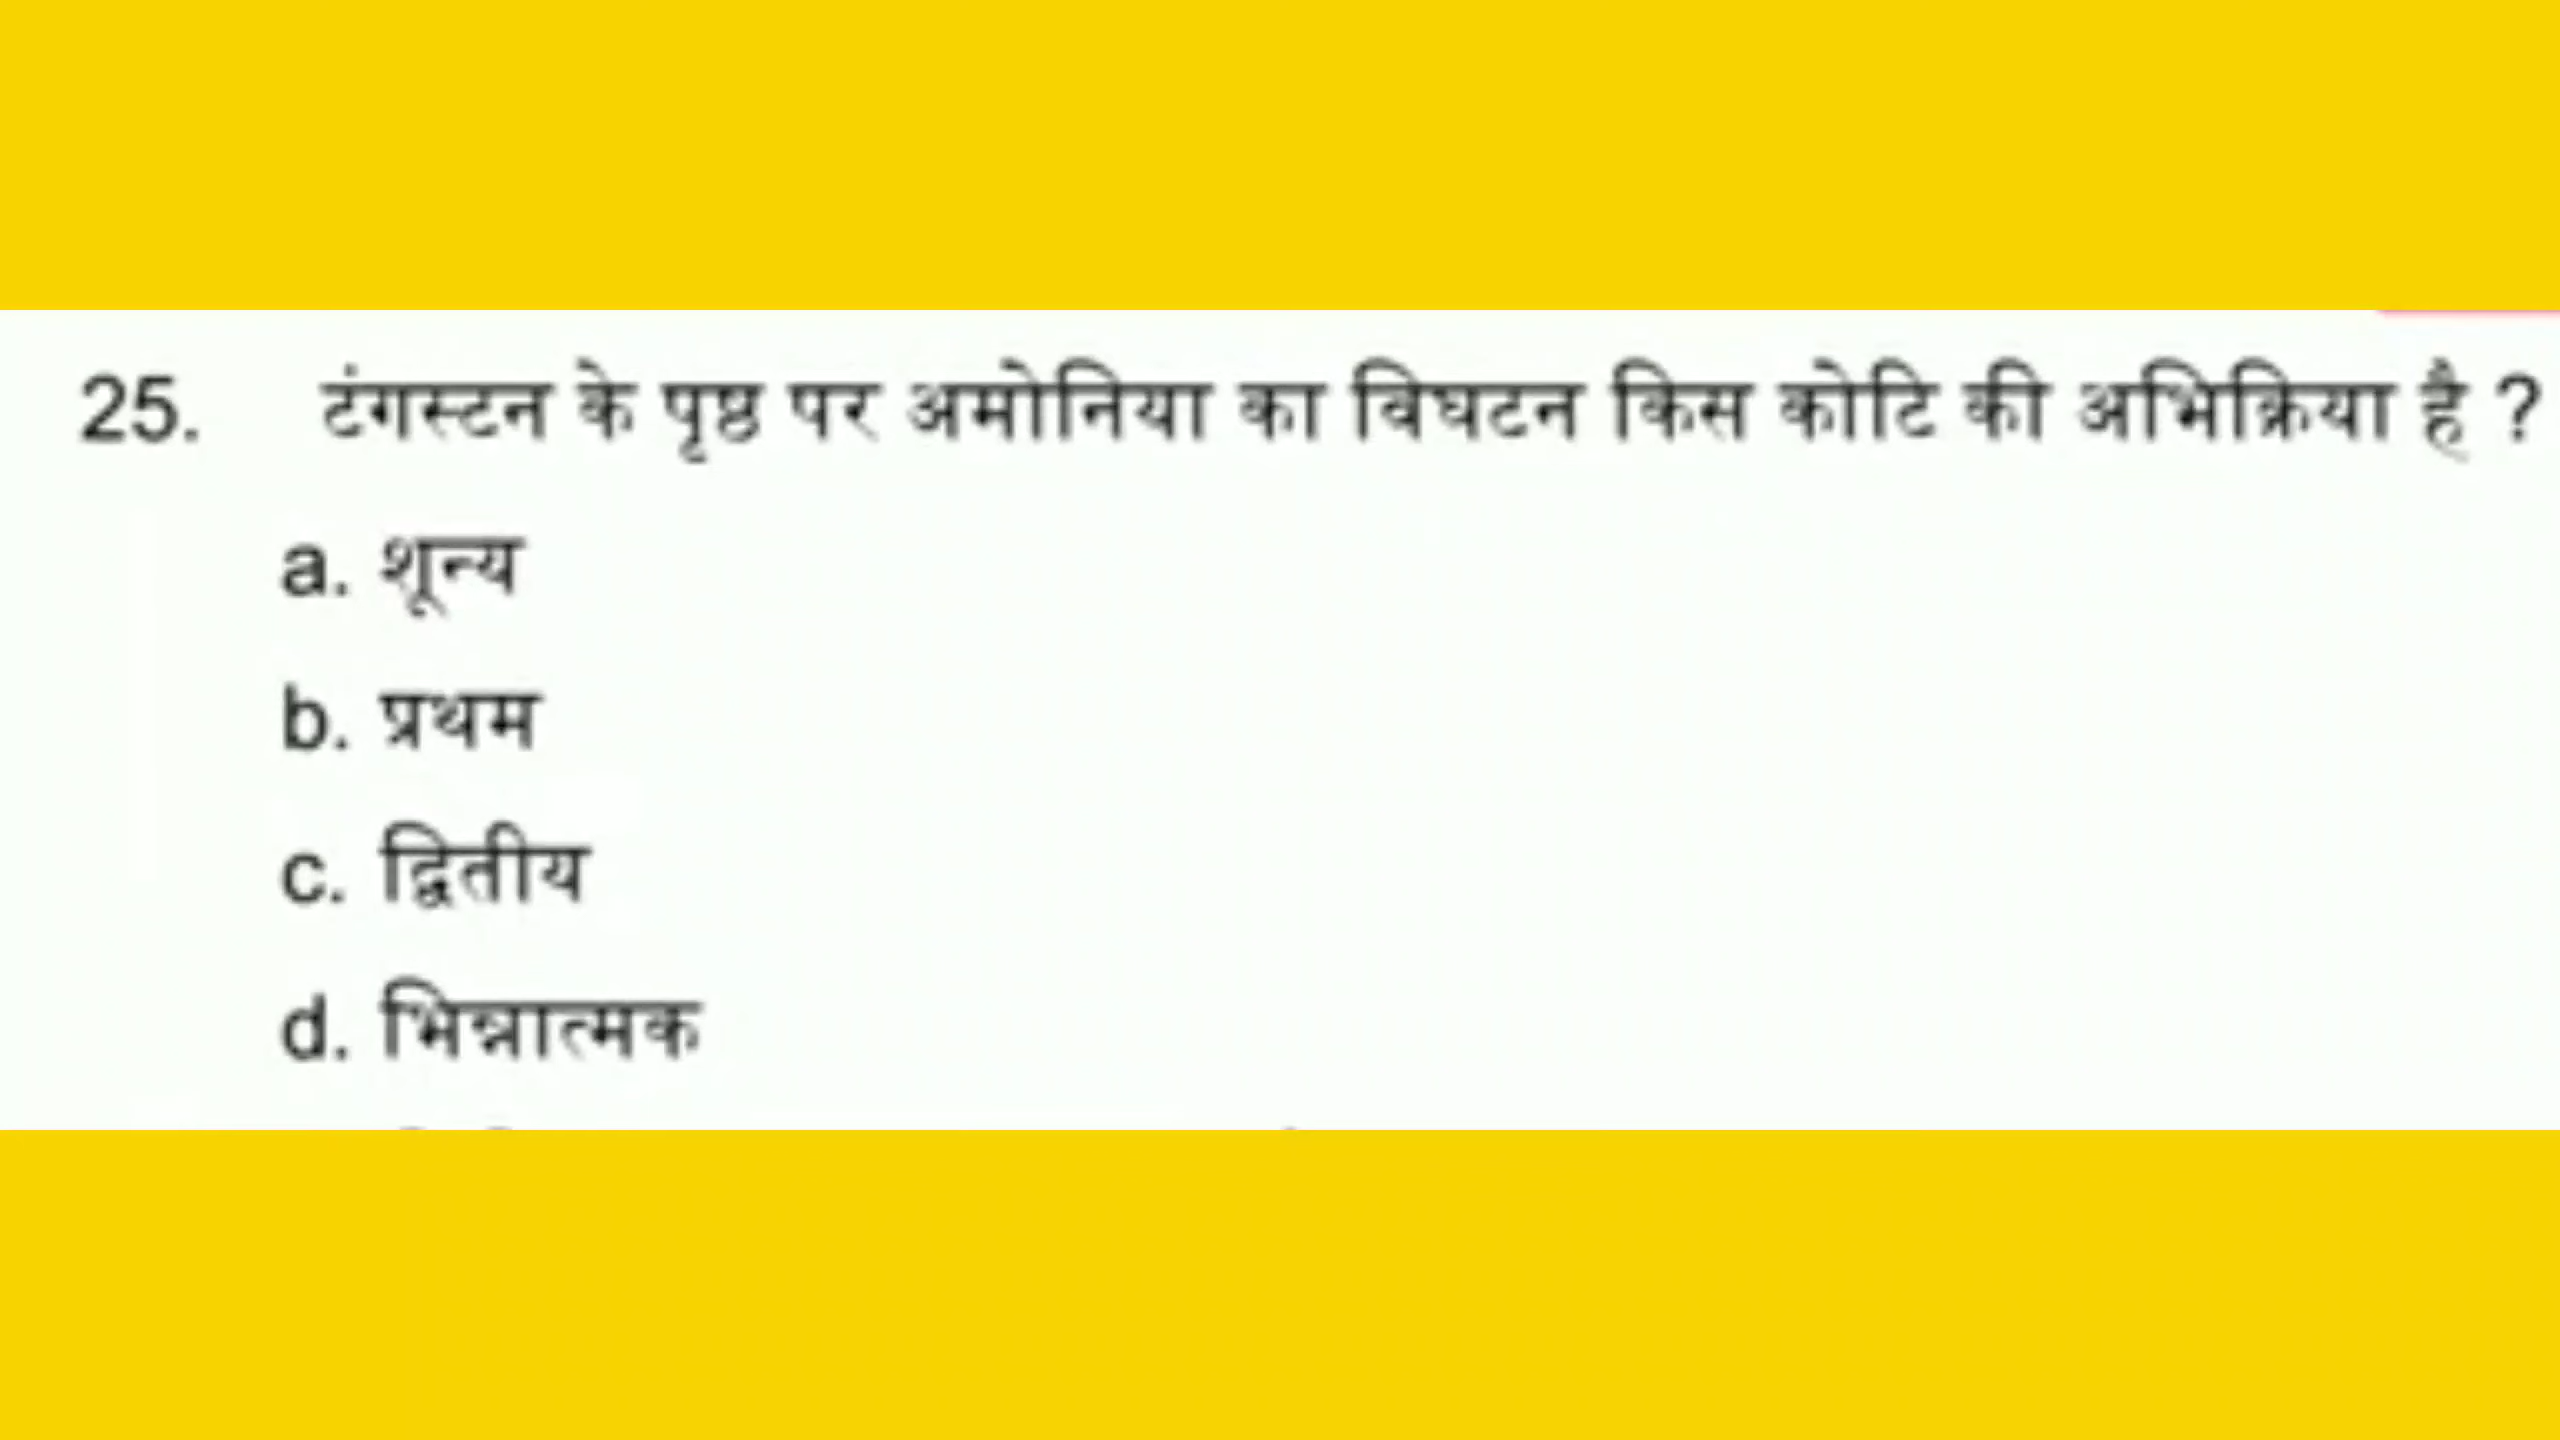 25. टंगस्टन के पृष्ठ पर अमोनिया का विघटन किस कोटि की अभिक्रिया है ?
a. शून्य
b. प्रथम
c. द्वितीय
d. भिन्नात्मक